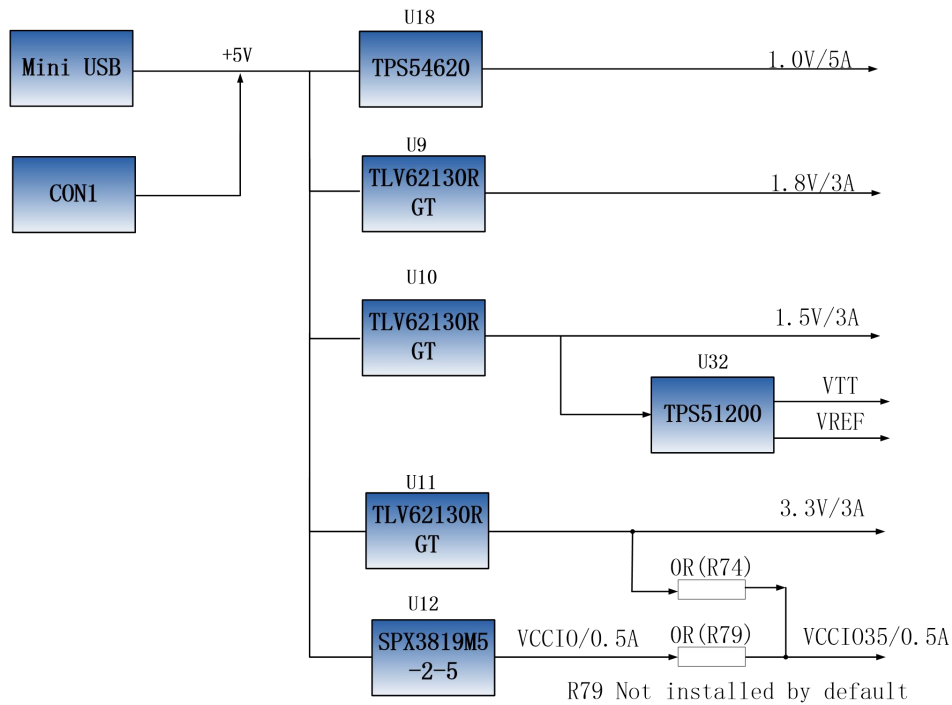 U18
Mini USB
+5V
TPS54620
1.0V/5A
U9
CON1
TLV62130R
GT
1.8V/3A
U10
TLV62130R
GT
1.5V/3A
U32
TPS51200
VTT
VREF
U11
TLV62130R
GT
3.3V/3A
0R(R74)
U12
SPX3819M5
-2-5
VCCIO/0.5A
0R(R79)
VCCIO35/0.5A
R79 Not installed by default